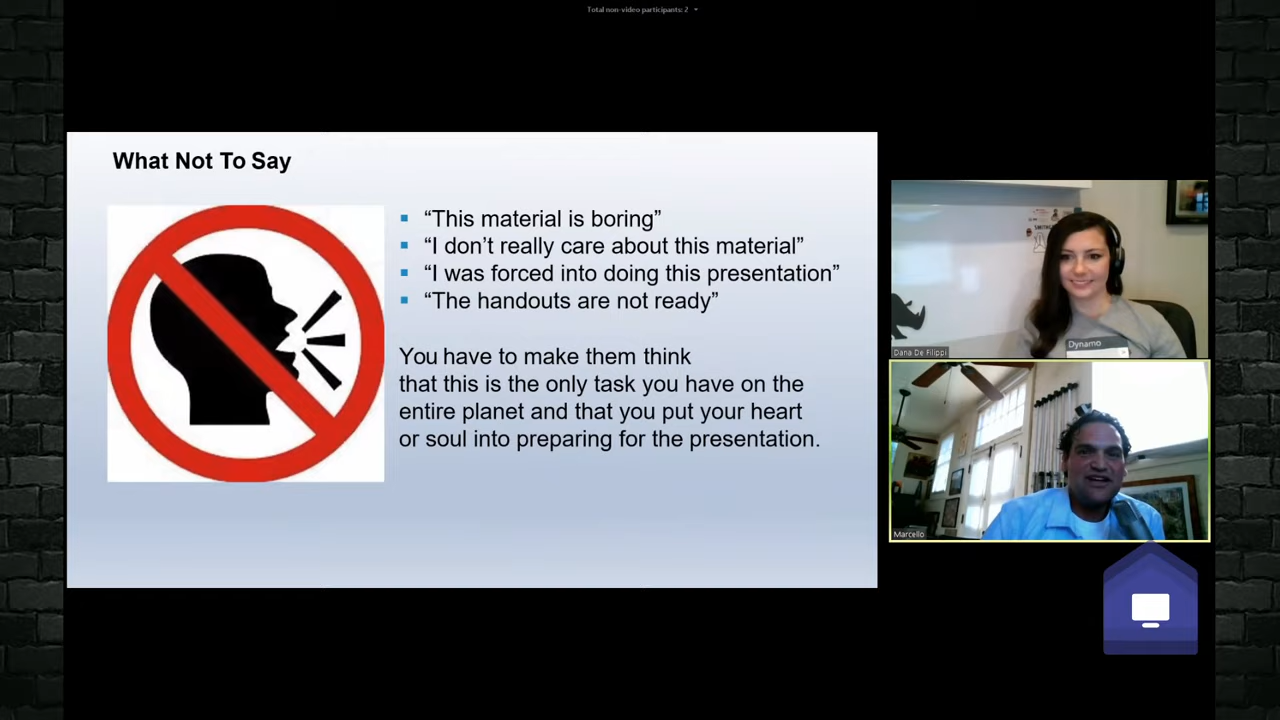 Total non-video participants: 2
What Not To Say
“This material is boring”
“I don’t really care about this material”
“I was forced into doing this presentation”
“The handouts are not ready”
You have to make them think
that this is the only task you have on the
entire planet and that you put your heart
or soul into preparing for the presentation.
Dynamo
Dana De Filippi
Marcello